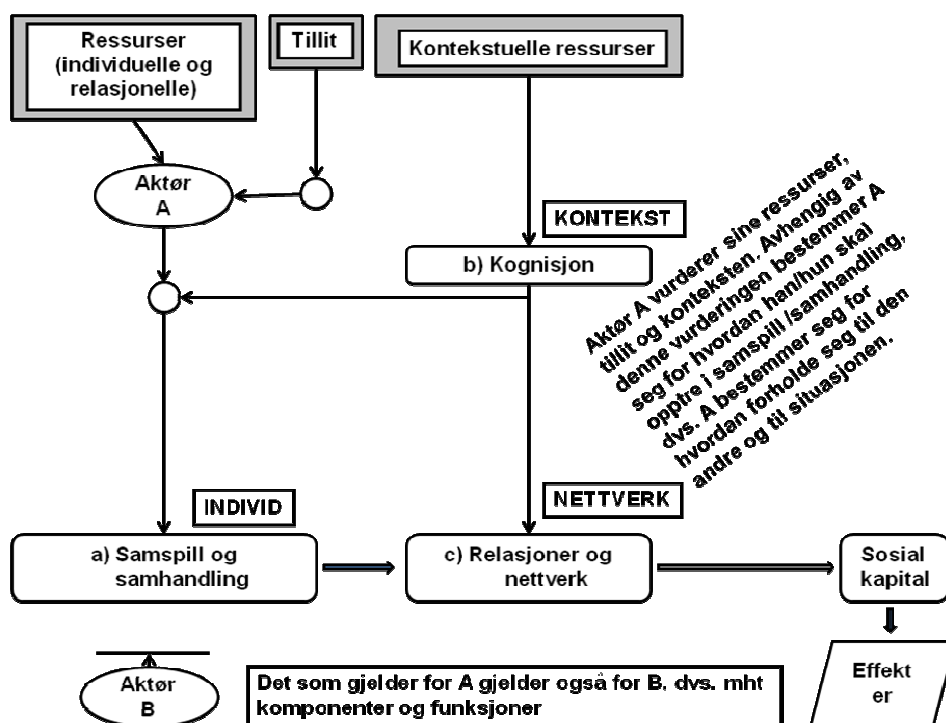 Ressurser
(individuelle og
relasjonelle)
Tillit
Kontekstuelle ressurser
Aktør
A
KONTEKST
b) Kognisjon
Aktør A vurderer sine ressurser,
tillit og konteksten. Avhengig av
denne vurderingen bestemmer A
seg for hvordan han/hun skal
opptre i samspill /samhandling,
dvs. A bestemmer seg for
hvordan forholde seg til den
andre og til situasjonen.
INDIVID
NETTVERK
a) Samspill og
samhandling
c) Relasjoner og
nettverk
Sosial
kapital
Aktør
B
Det som gjelder for A gjelder også for B, dvs. mht
komponenter og funksjoner
Effekt
er